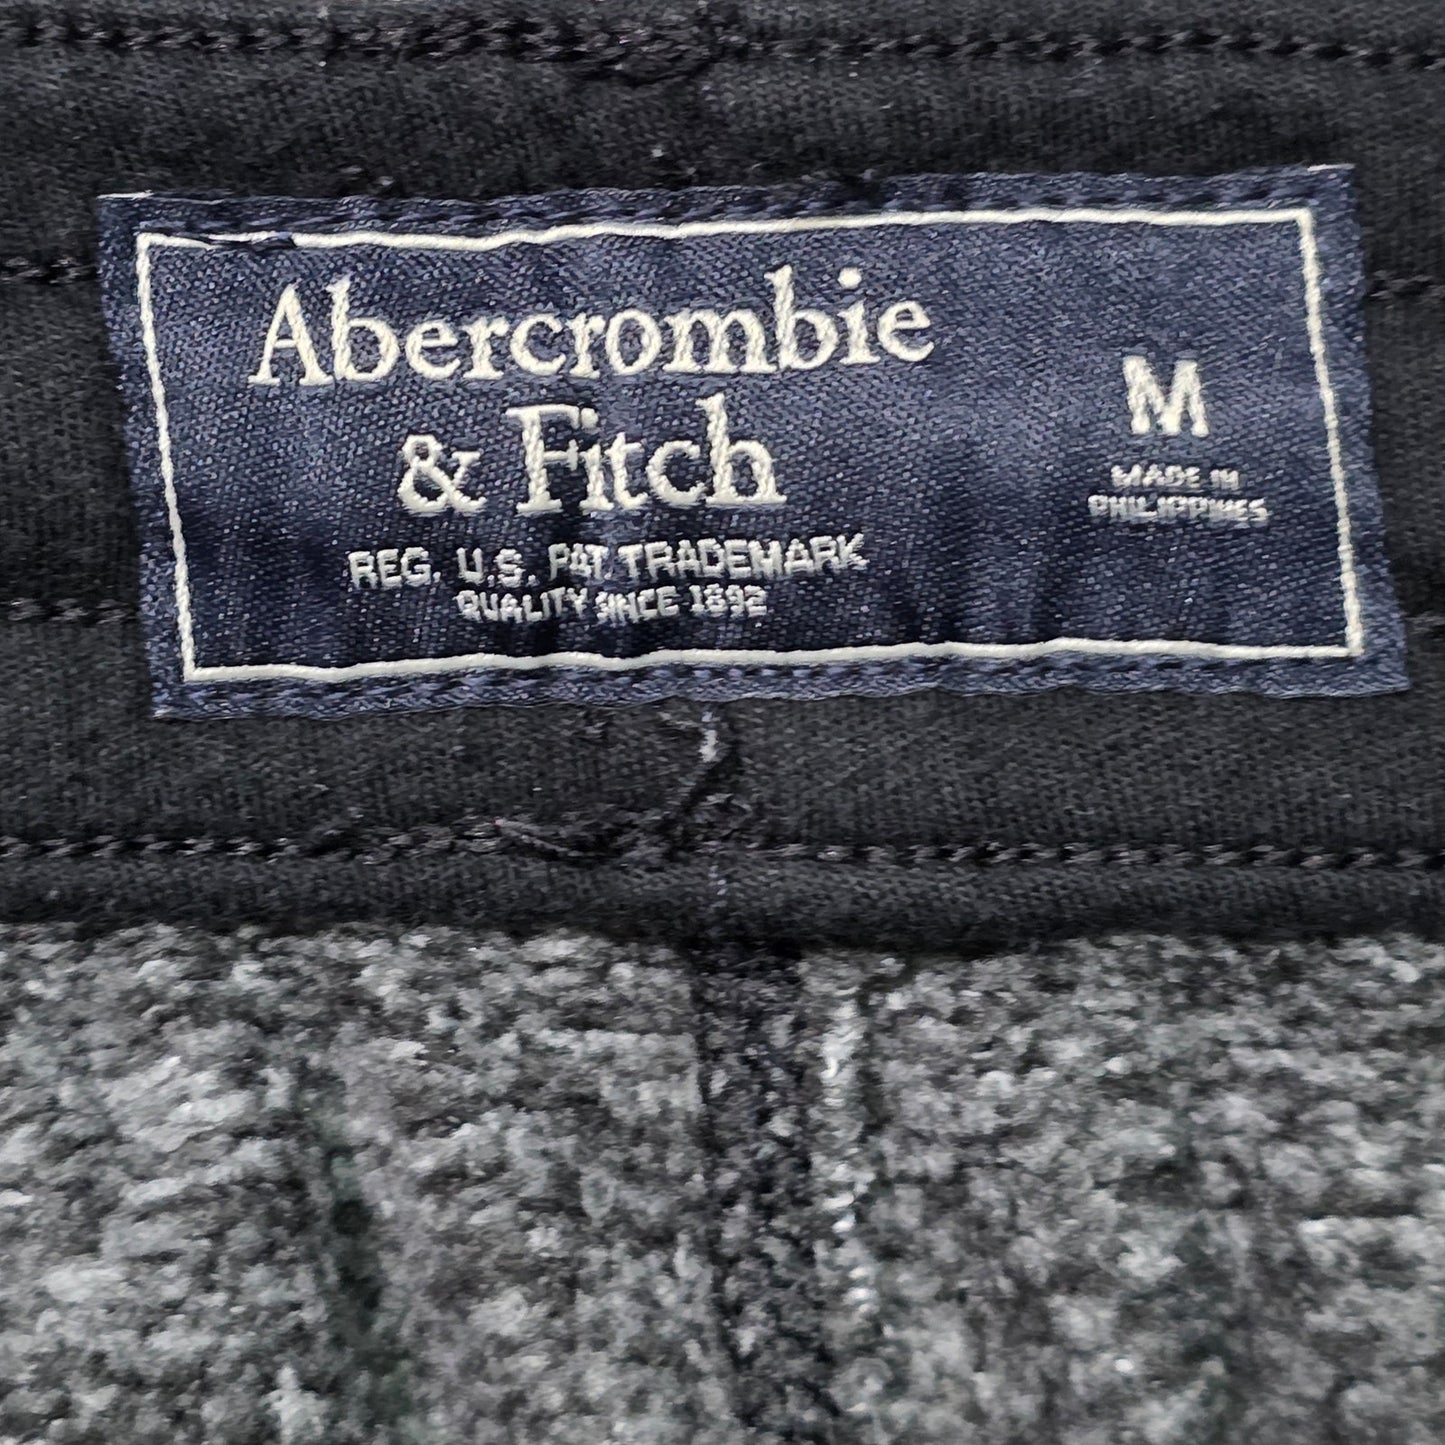 Abercrombie
& Fitch
REG. U.S. PAT. TRADEMARK
QUALITY SINCE 1892
M
MADE IN
PHILIPPINES